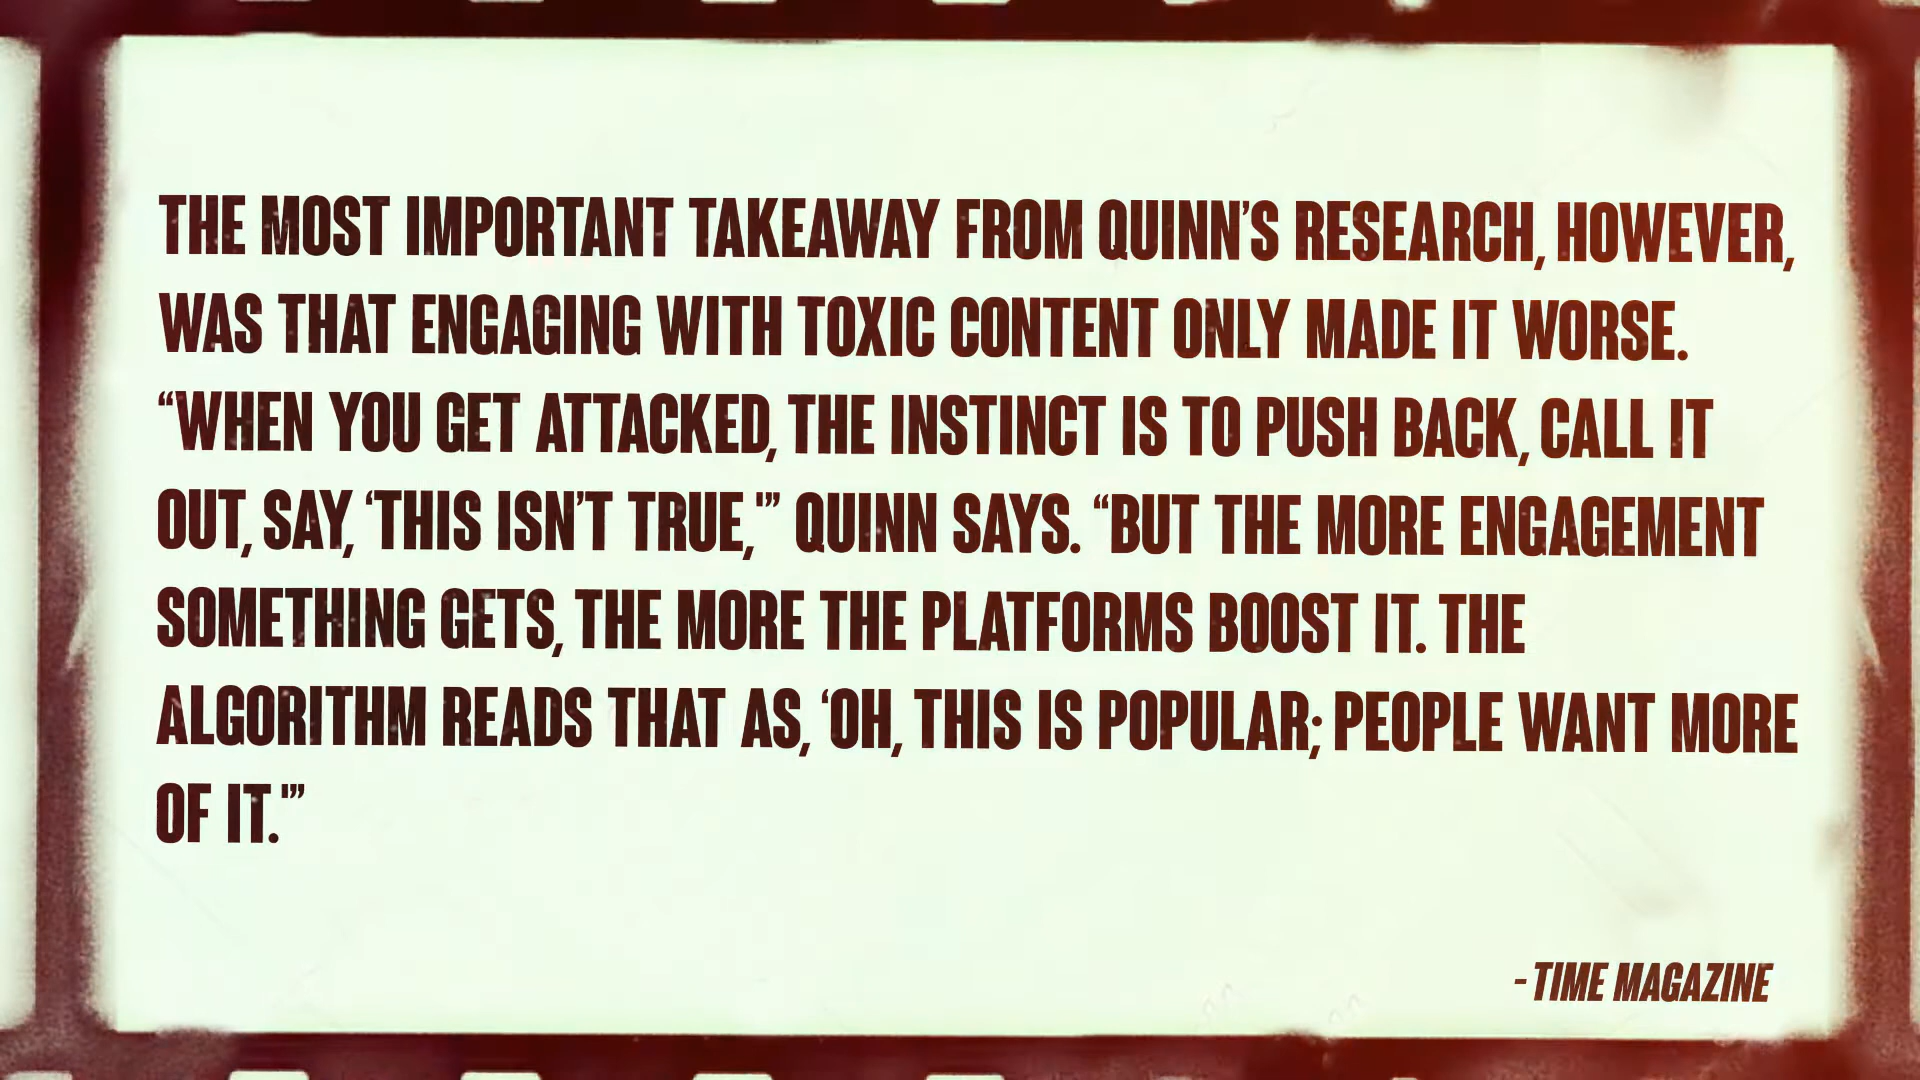 THE MOST IMPORTANT TAKEAWAY FROM QUINN’S RESEARCH, HOWEVER,
WAS THAT ENGAGING WITH TOXIC CONTENT ONLY MADE IT WORSE.
“WHEN YOU GET ATTACKED, THE INSTINCT IS TO PUSH BACK, CALL IT
OUT, SAY, ‘THIS ISN’T TRUE,'” QUINN SAYS. “BUT THE MORE ENGAGEMENT
SOMETHING GETS, THE MORE THE PLATFORMS BOOST IT. THE
ALGORITHM READS THAT AS, ‘OH, THIS IS POPULAR; PEOPLE WANT MORE
OF IT.'”
- TIME MAGAZINE